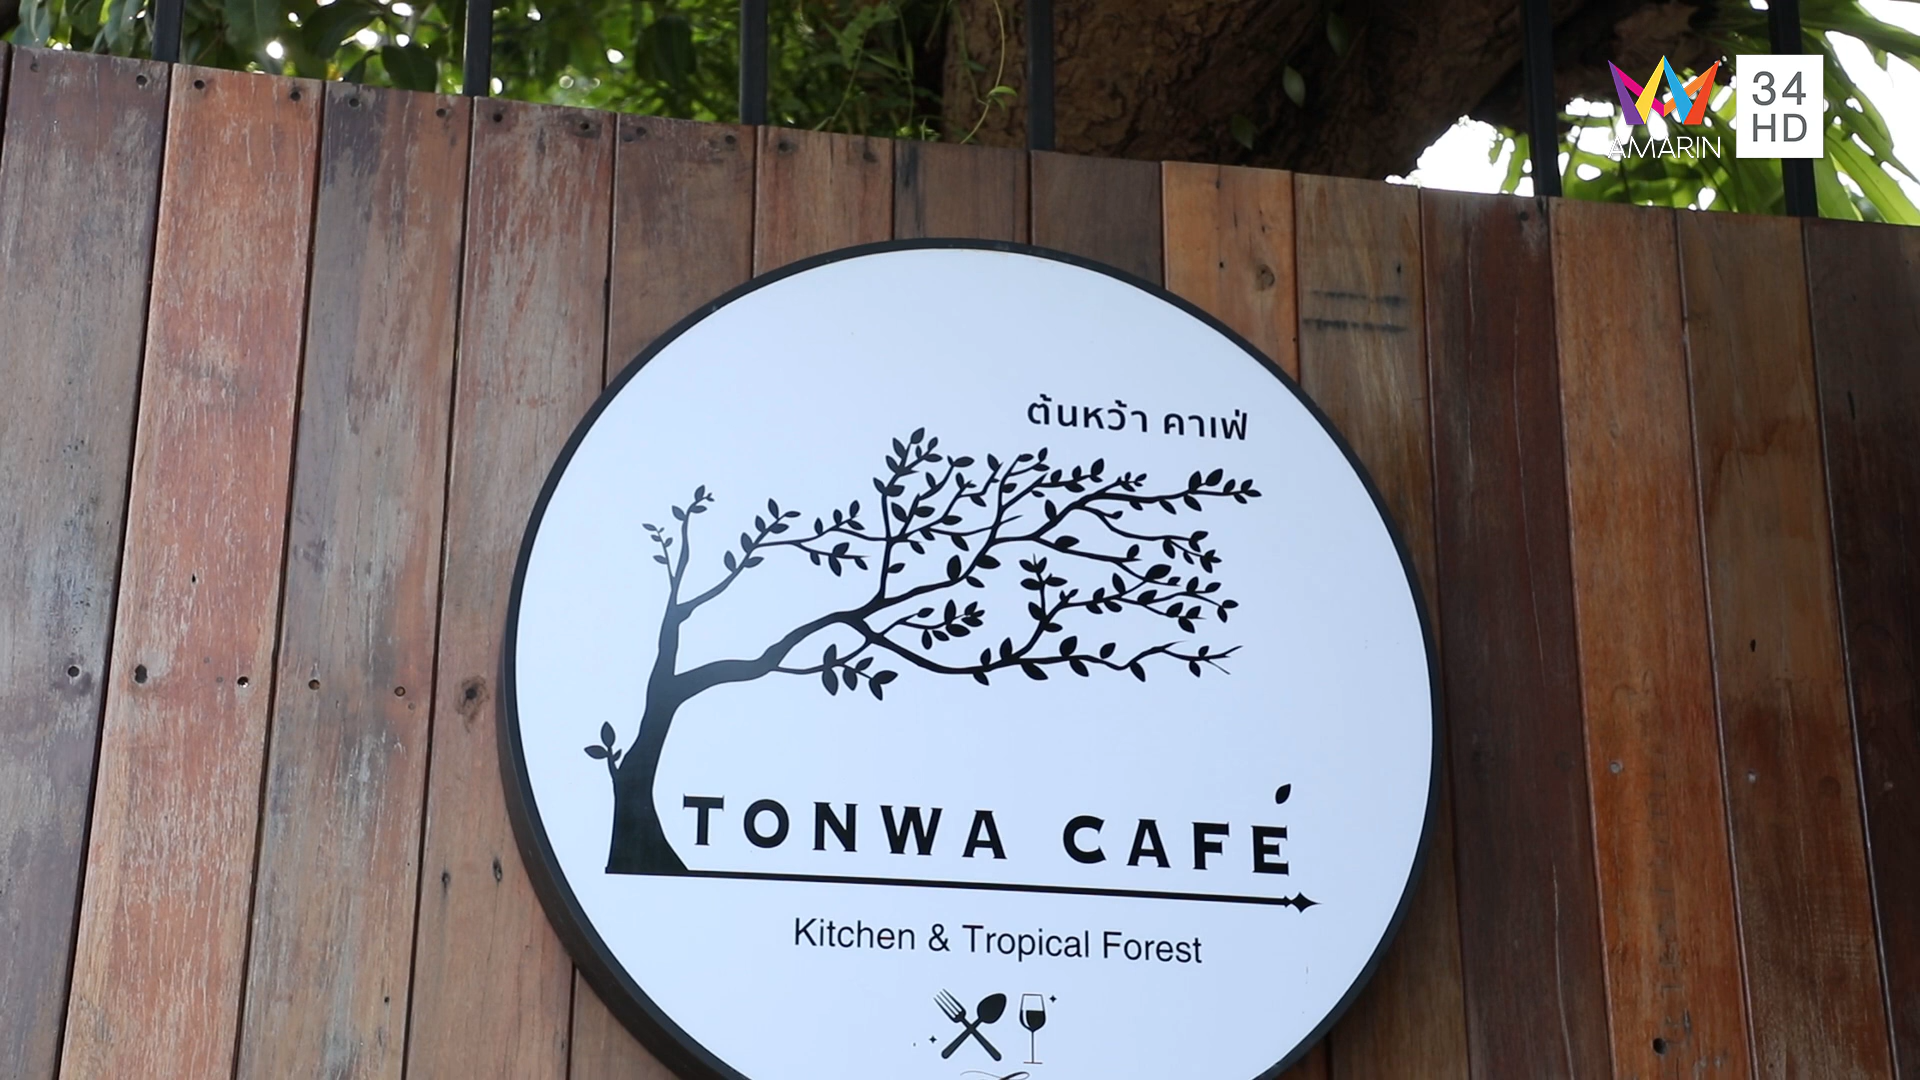 AMARIN
34
HD
ต้นหว้า คาเฟ่
TONWA CAFÉ
Kitchen & Tropical Forest